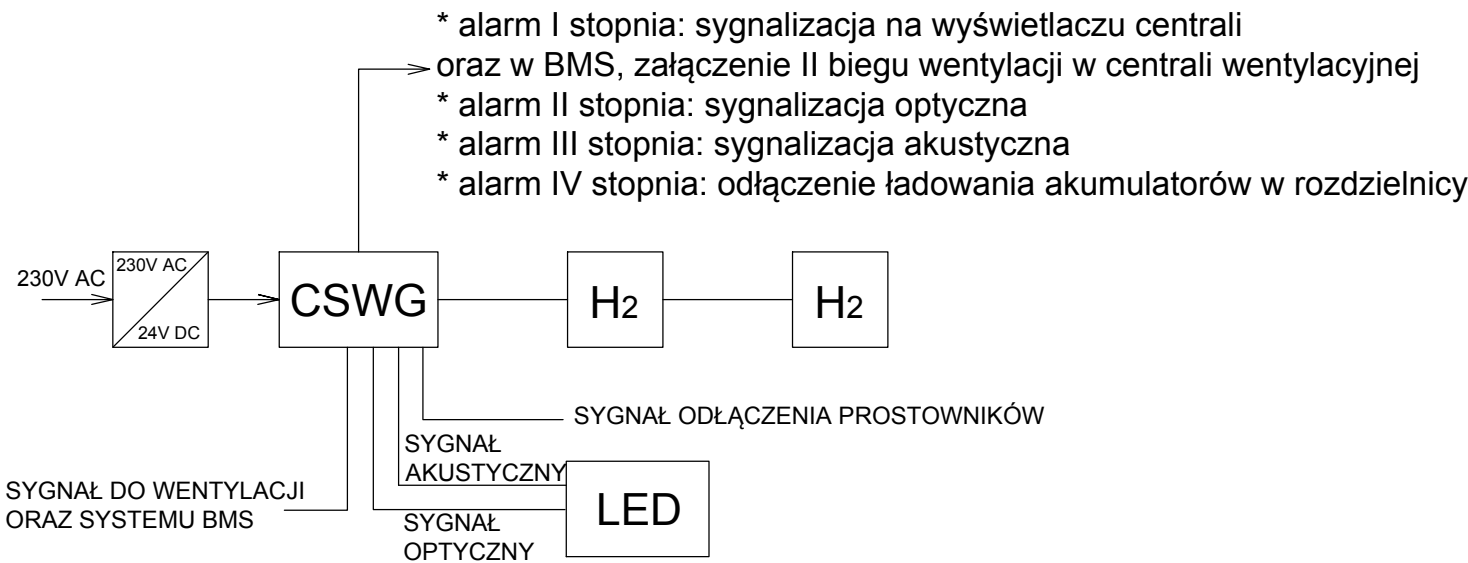 * alarm I stopnia: sygnalizacja na wyświetlaczu centrali
oraz w BMS, załączenie II biegu wentylacji w centrali wentylacyjnej
* alarm II stopnia: sygnalizacja optyczna
* alarm III stopnia: sygnalizacja akustyczna
* alarm IV stopnia: odłączenie ładowania akumulatorów w rozdzielnicy
230V AC
230V AC
24V DC
CSWG
H2
H2
SYGNAŁ ODŁĄCZENIA PROSTOWNIKÓW
SYGNAŁ
AKUSTYCZNY
SYGNAŁ DO WENTYLACJI
ORAZ SYSTEMU BMS
LED
SYGNAŁ
OPTYCZNY